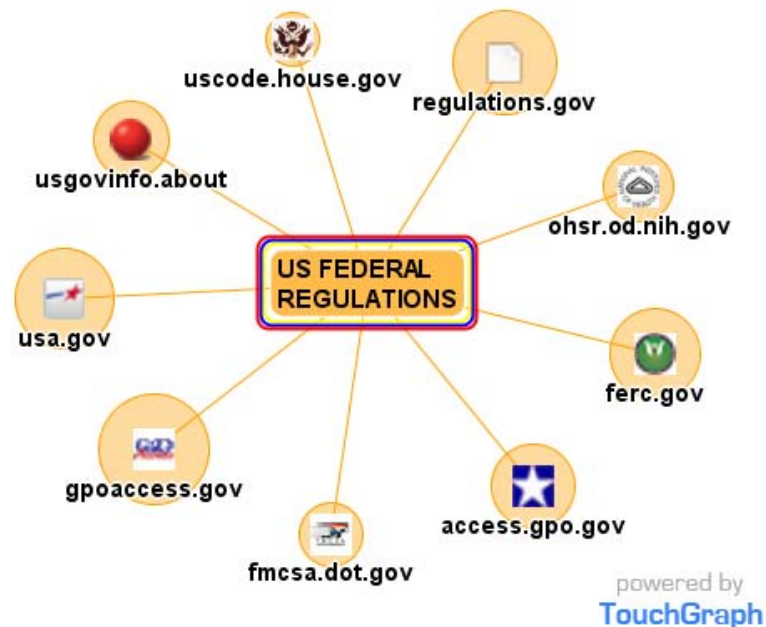 uscode.house.gov
regulations.gov
usgovinfo.about
ohsr.od.nih.gov
US FEDERAL
REGULATIONS
usa.gov
ferc.gov
gpoaccess.gov
access.gpo.gov
fmcsa.dot.gov
powered by
TouchGraph